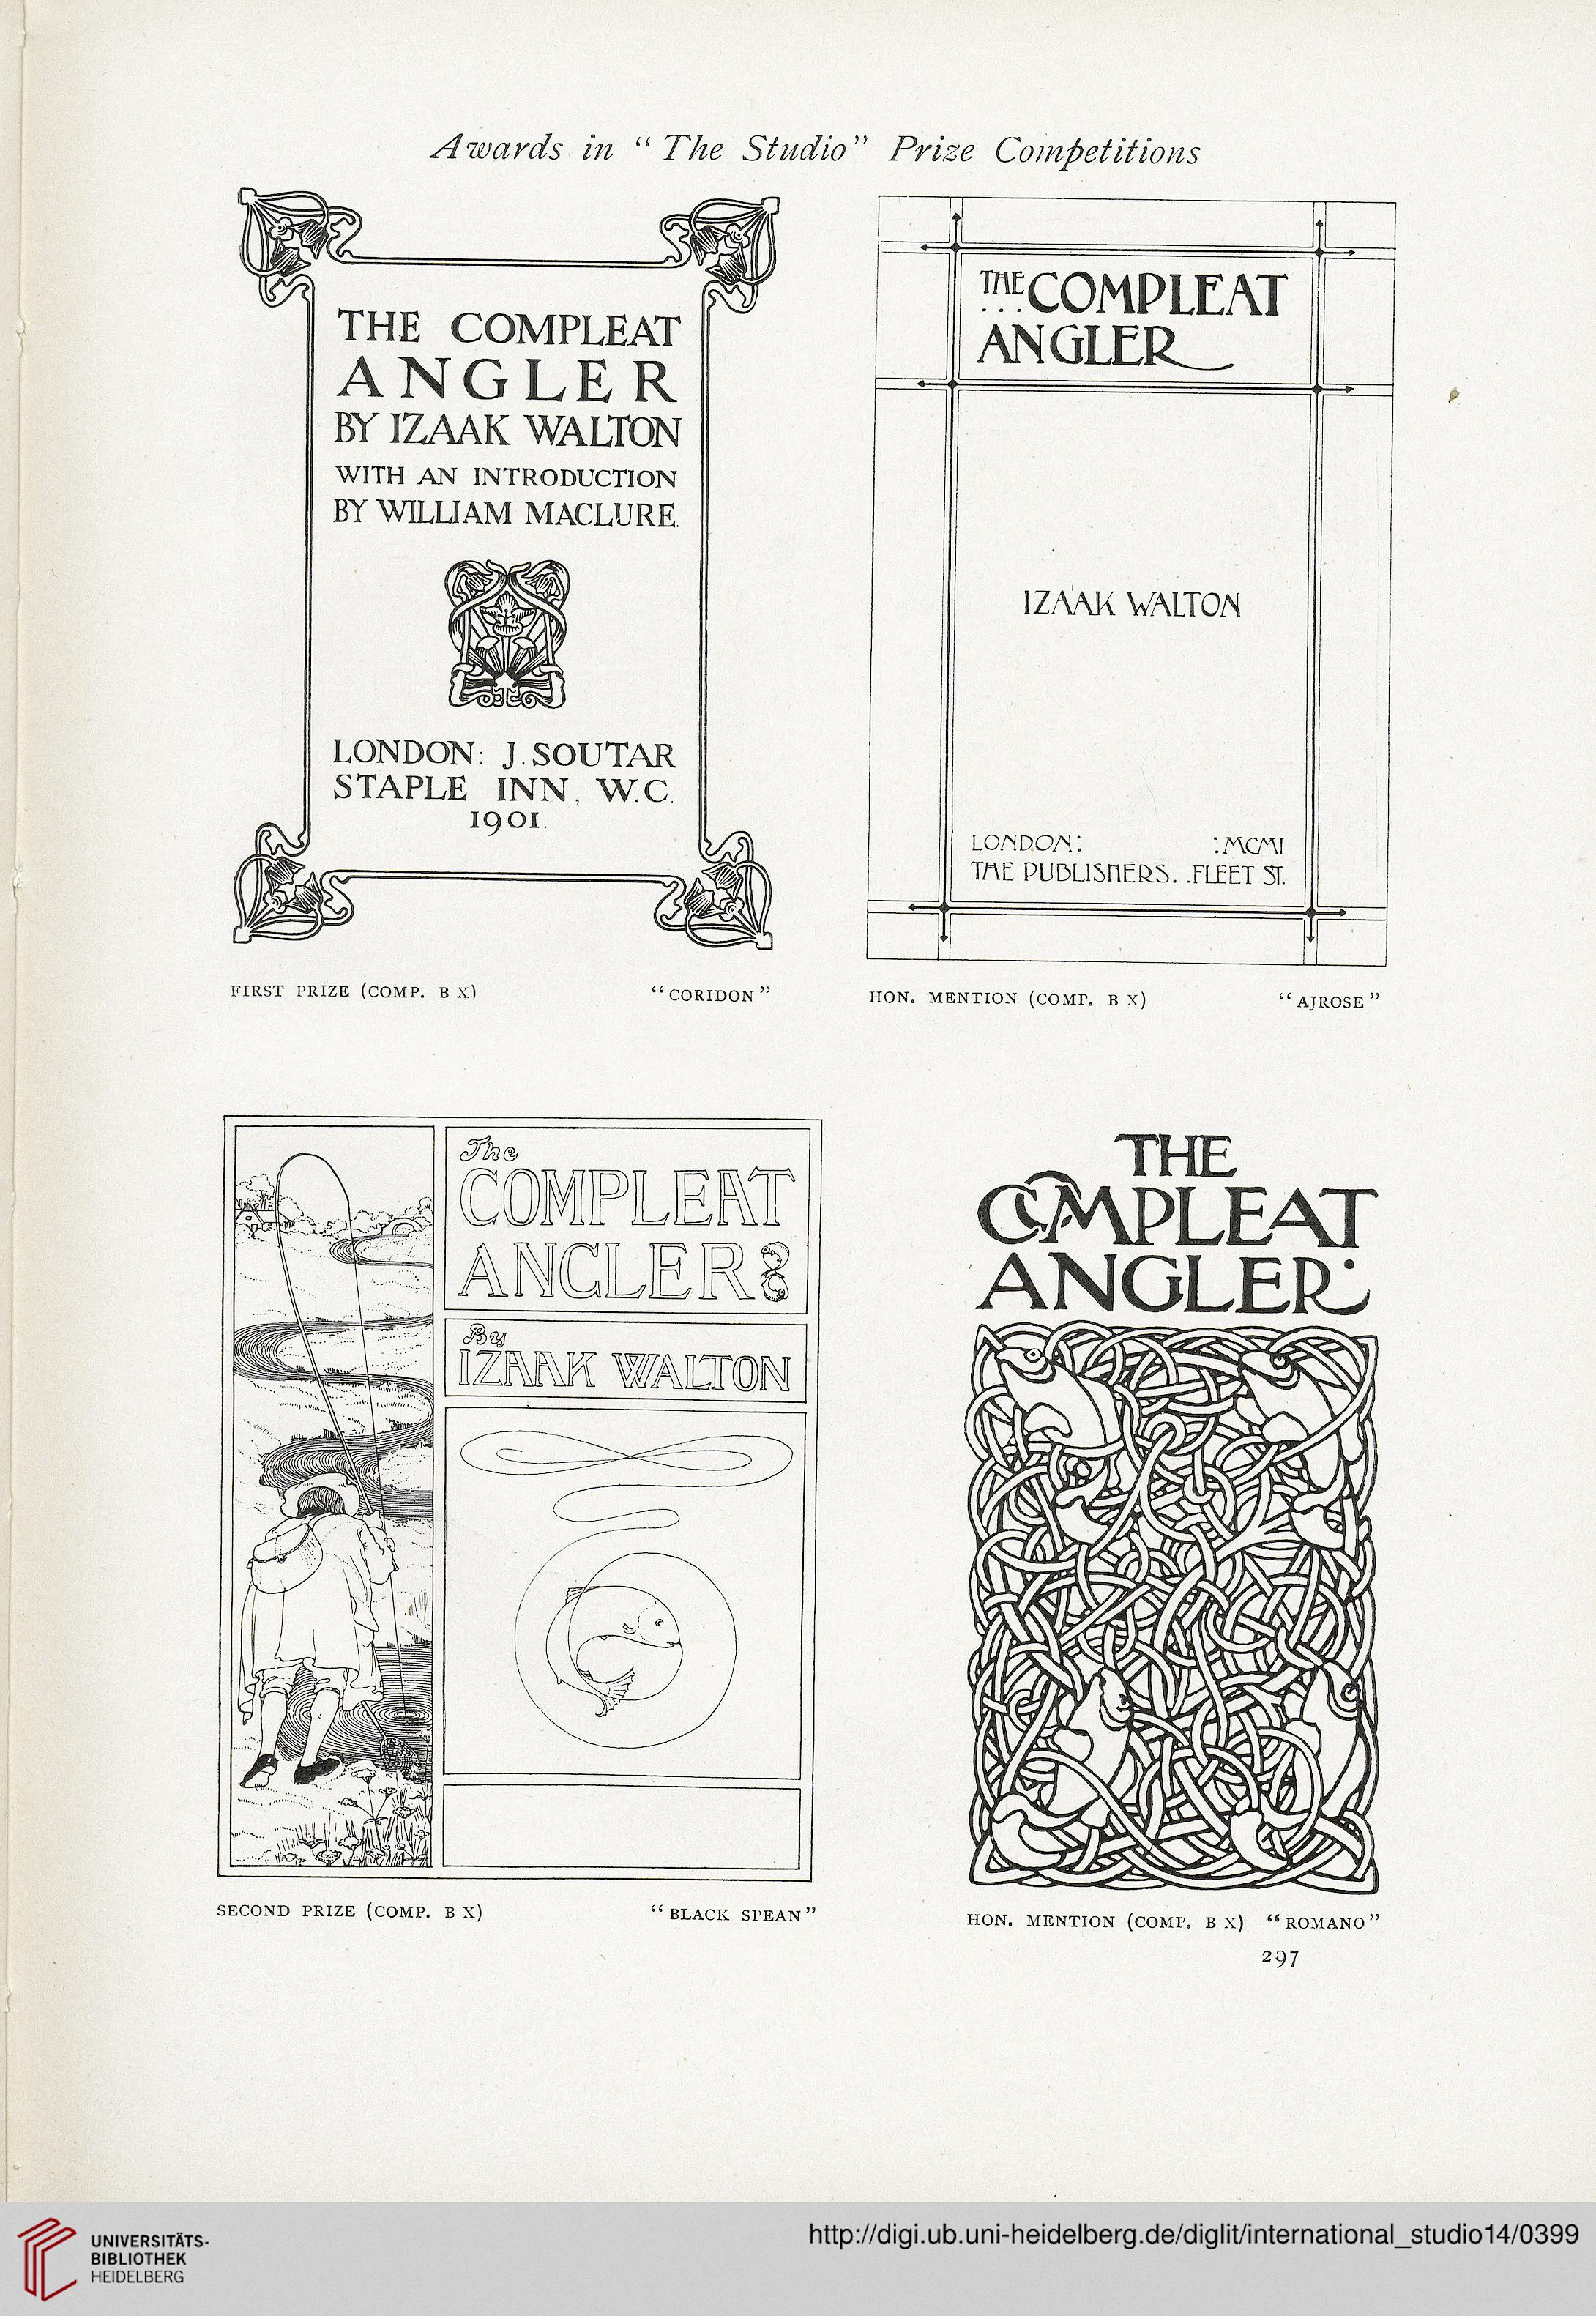 Awards in "The Studio" Prize Competitions
THE COMPLEAT
ANGLER
BY IZAAK WALTON
WITH AN INTRODUCTION
BY WILLIAM MACLURE.
LONDON: J. SOUTAR
STAPLE INN, W.C.
1901.
FIRST PRIZE (COMP. B X) "CORIDON"
THE COMPLEAT
ANGLER
IZAAK WALTON
LONDON: :MCMI
THE PUBLISHERS. .FLEET ST.
HON. MENTION (COMP. B X) "AJROSE"
The
COMPLEAT
ANGLER
By
IZAAK WALTON
SECOND PRIZE (COMP. B X) "BLACK SPEAN"
THE
COMPLEAT
ANGLER
HON. MENTION (COMP. B X) "ROMANO"
297
UNIVERSITÄTS-
BIBLIOTHEK
HEIDELBERG
http://digi.ub.uni-heidelberg.de/diglit/international_studio14/0399